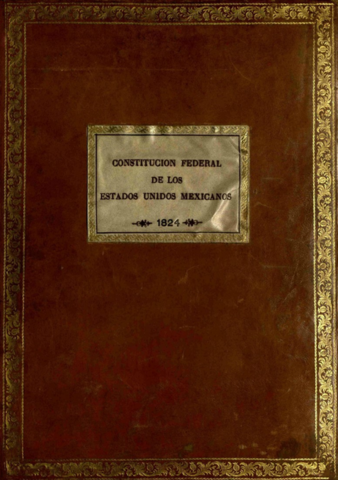 CONSTITUCION FEDERAL
DE LOS
ESTADOS UNIDOS MEXICANOS
1824